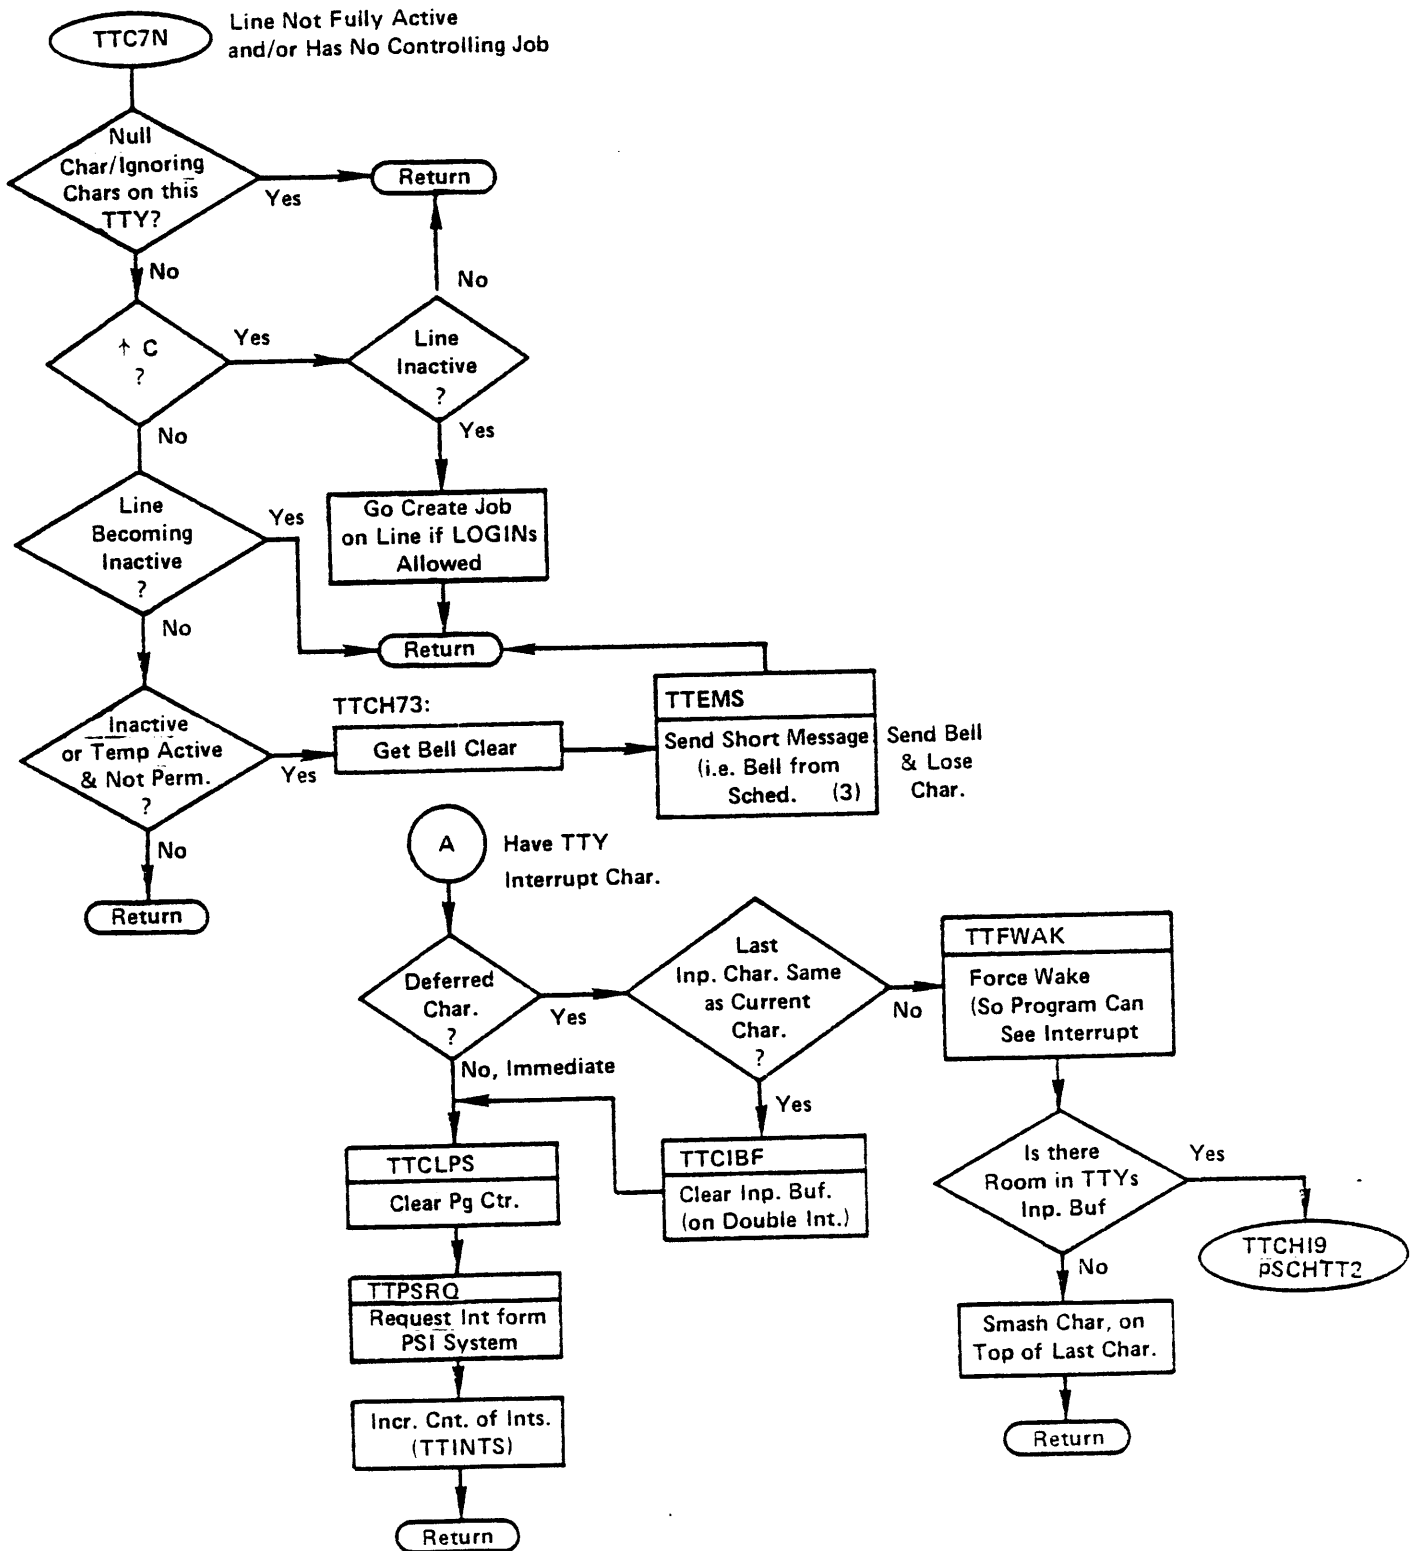 TTC7N
Line Not Fully Active
and/or Has No Controlling Job
Null
Char/Ignoring
Chars on this
TTY?
Yes
Return
No
No
↑ C
?
Yes
Line
Inactive
?
No
Yes
Line
Becoming
Inactive
?
Yes
Go Create Job
on Line if LOGINs
Allowed
No
Return
Inactive
or Temp Active
& Not Perm.
?
Yes
TTCH73:
Get Bell Clear
TTEMS
Send Short Message
(i.e. Bell from
Sched. (3)
Send Bell
& Lose
Char.
No
Return
A
Have TTY
Interrupt Char.
Deferred
Char.
?
Yes
Last
Inp. Char. Same
as Current
Char.
?
No
TTFWAK
Force Wake
(So Program Can
See Interrupt
No, Immediate
Yes
TTCLPS
Clear Pg Ctr.
TTCIBF
Clear Inp. Buf.
(on Double Int.)
Is there
Room in TTYs
Inp. Buf
Yes
TTCHI9
PSCHTT2
No
TTPSRQ
Request Int form
PSI System
Smash Char, on
Top of Last Char.
Incr. Cnt. of Ints.
(TTINTS)
Return
Return